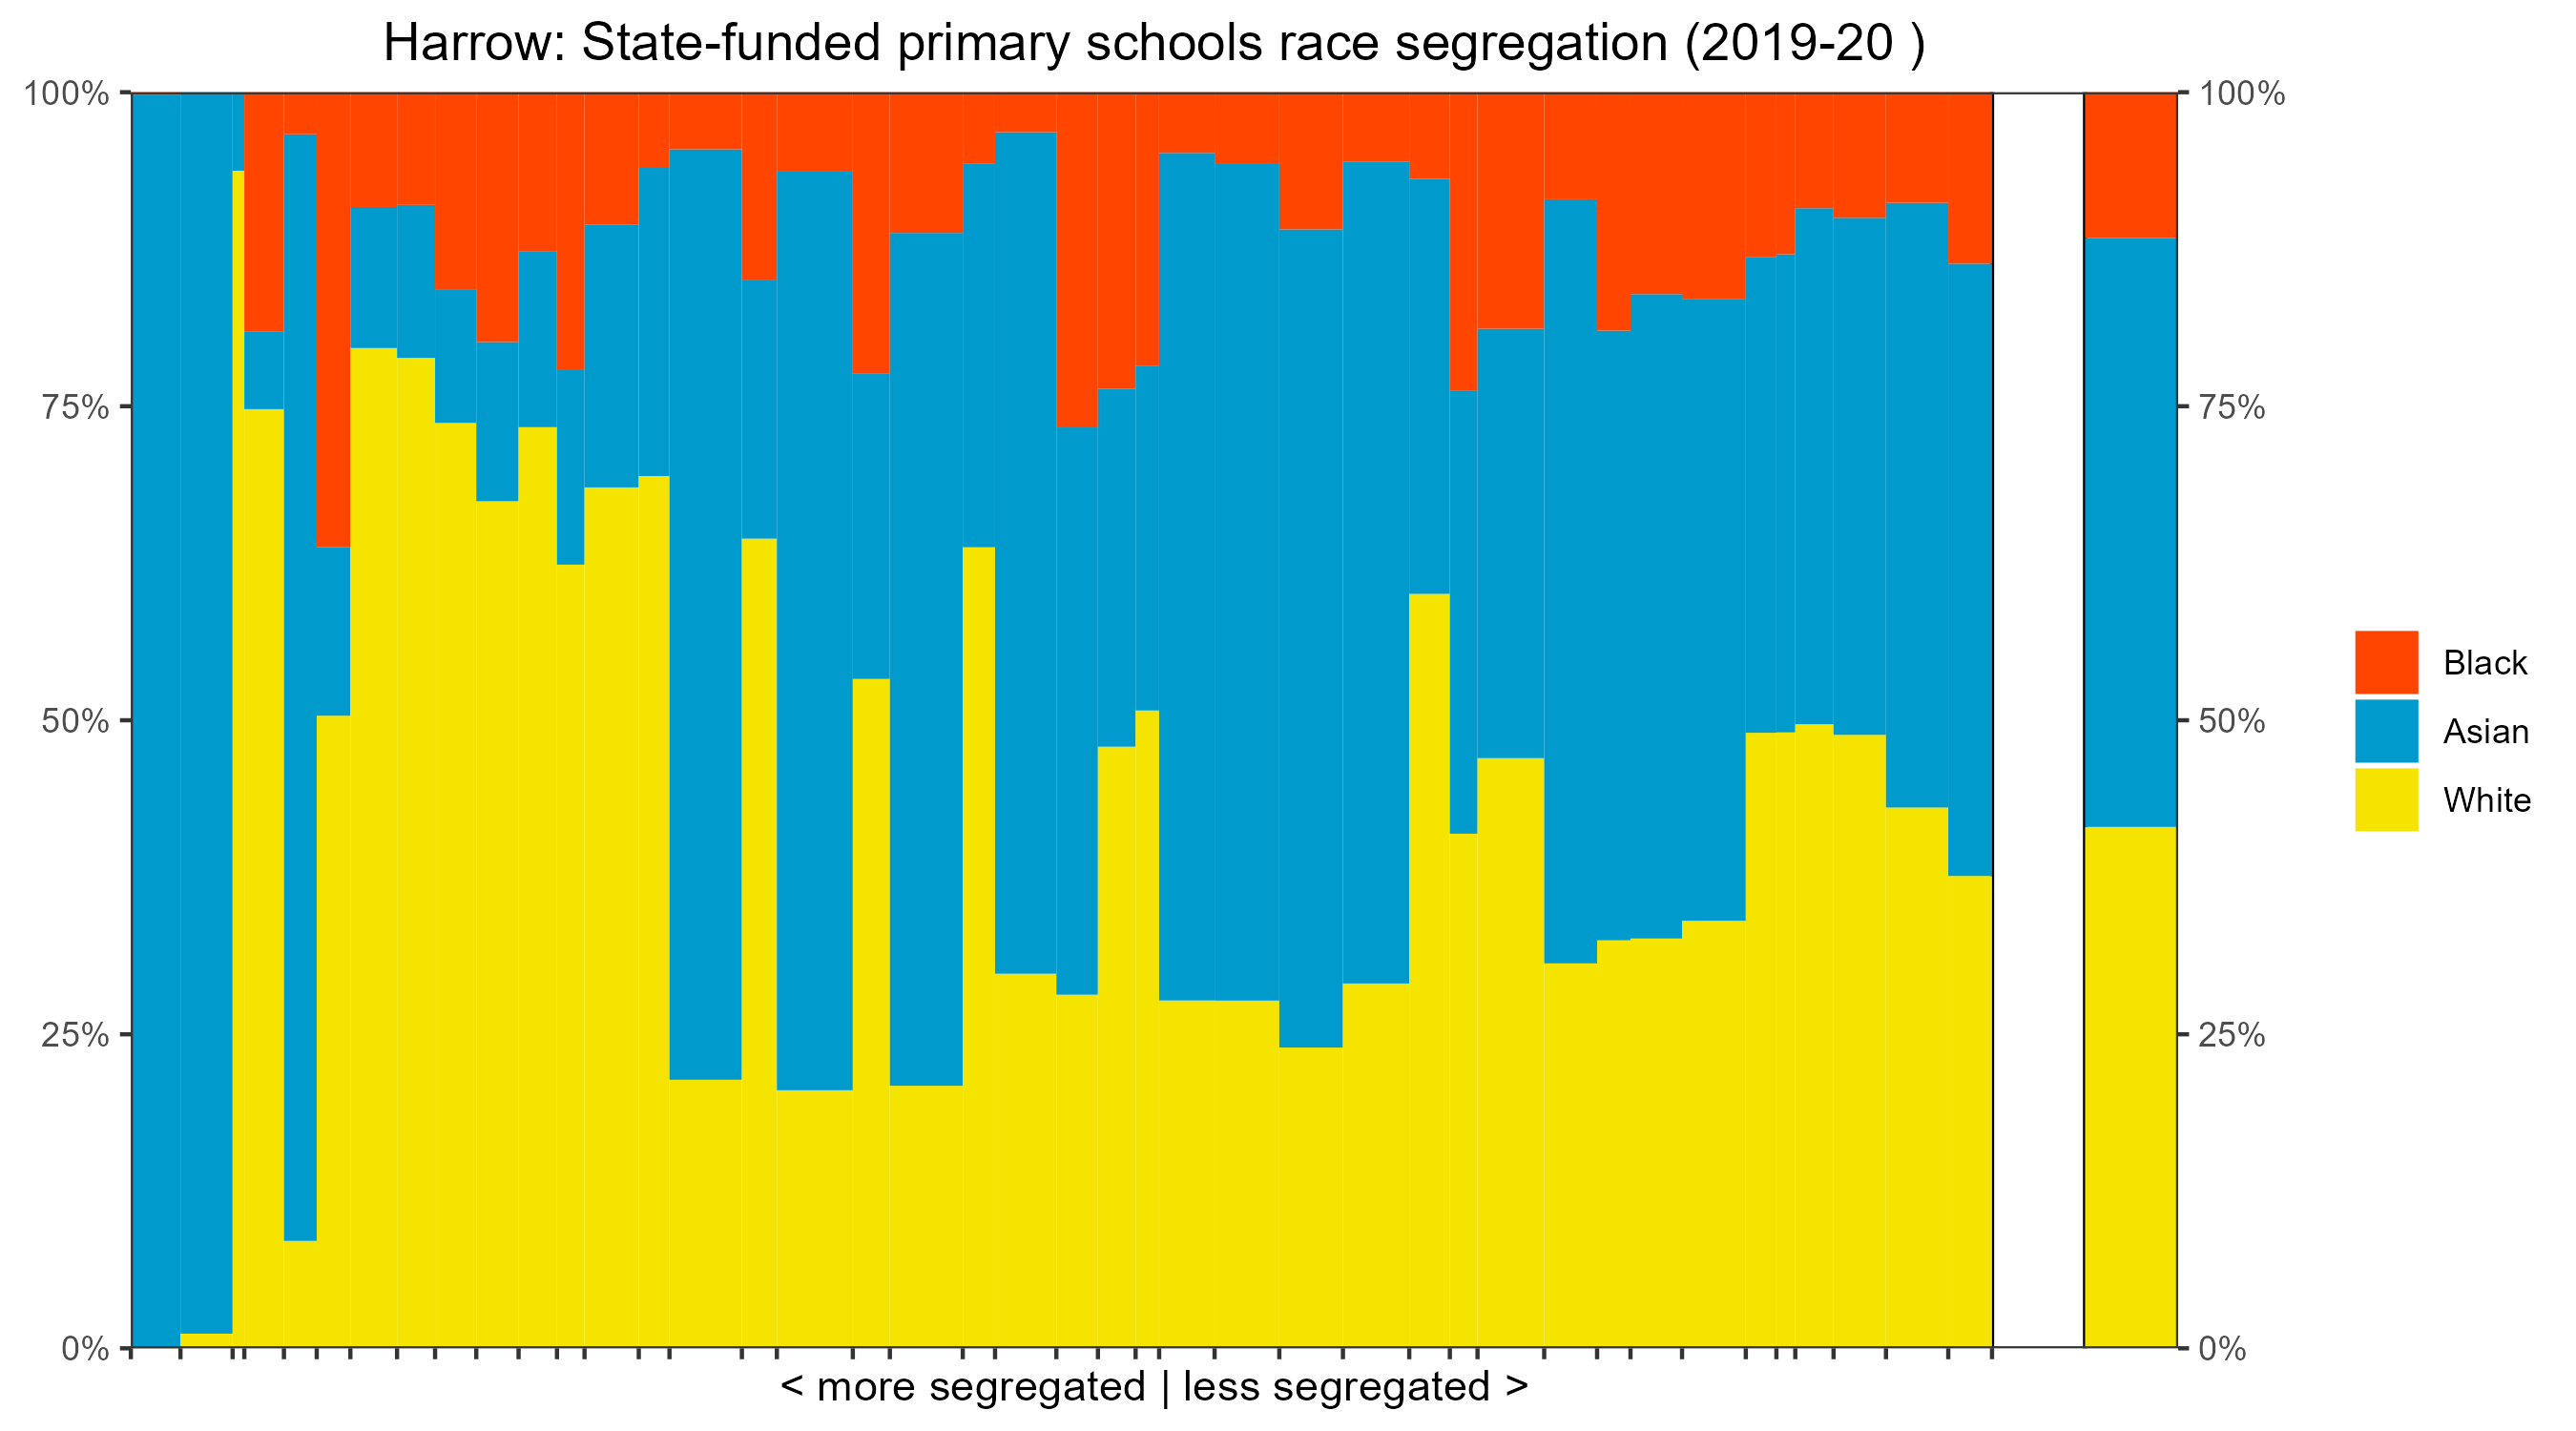 Harrow: State-funded primary schools race segregation (2019-20 )
100%
75%
50%
25%
0%
100%
75%
50%
25%
0%
Black
Asian
White
< more segregated | less segregated >